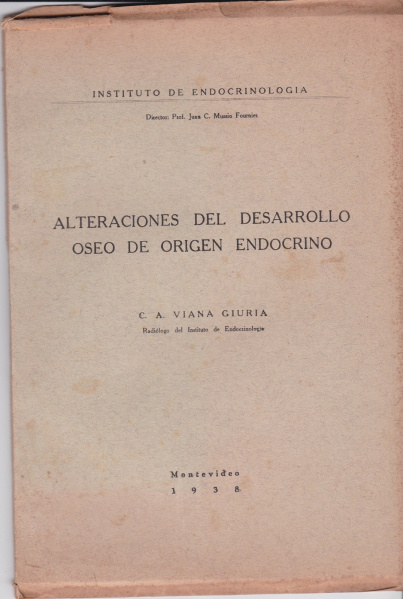 INSTITUTO DE ENDOCRINOLOGIA
Director: Prof. Juan C. Mussio Fournier
ALTERACIONES DEL DESARROLLO
OSEO DE ORIGEN ENDOCRINO
C. A. VIANA GIURIA
Radiólogo del Instituto de Endocrinología
Montevideo
1938